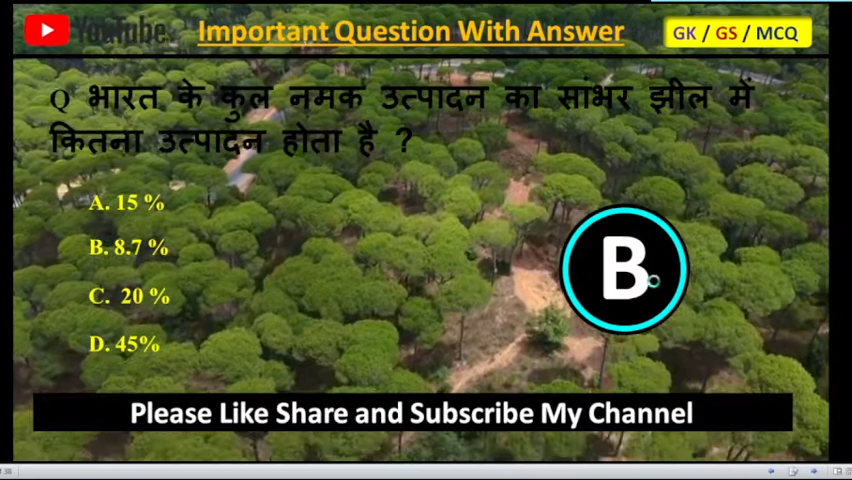 YouTube
Important Question With Answer
GK / GS / MCQ
Q भारत के कुल नमक उत्पादन का सांभर झील में
कितना उत्पादन होता है ?
A. 15 %
B. 8.7 %
C. 20 %
D. 45%
B
Please Like Share and Subscribe My Channel